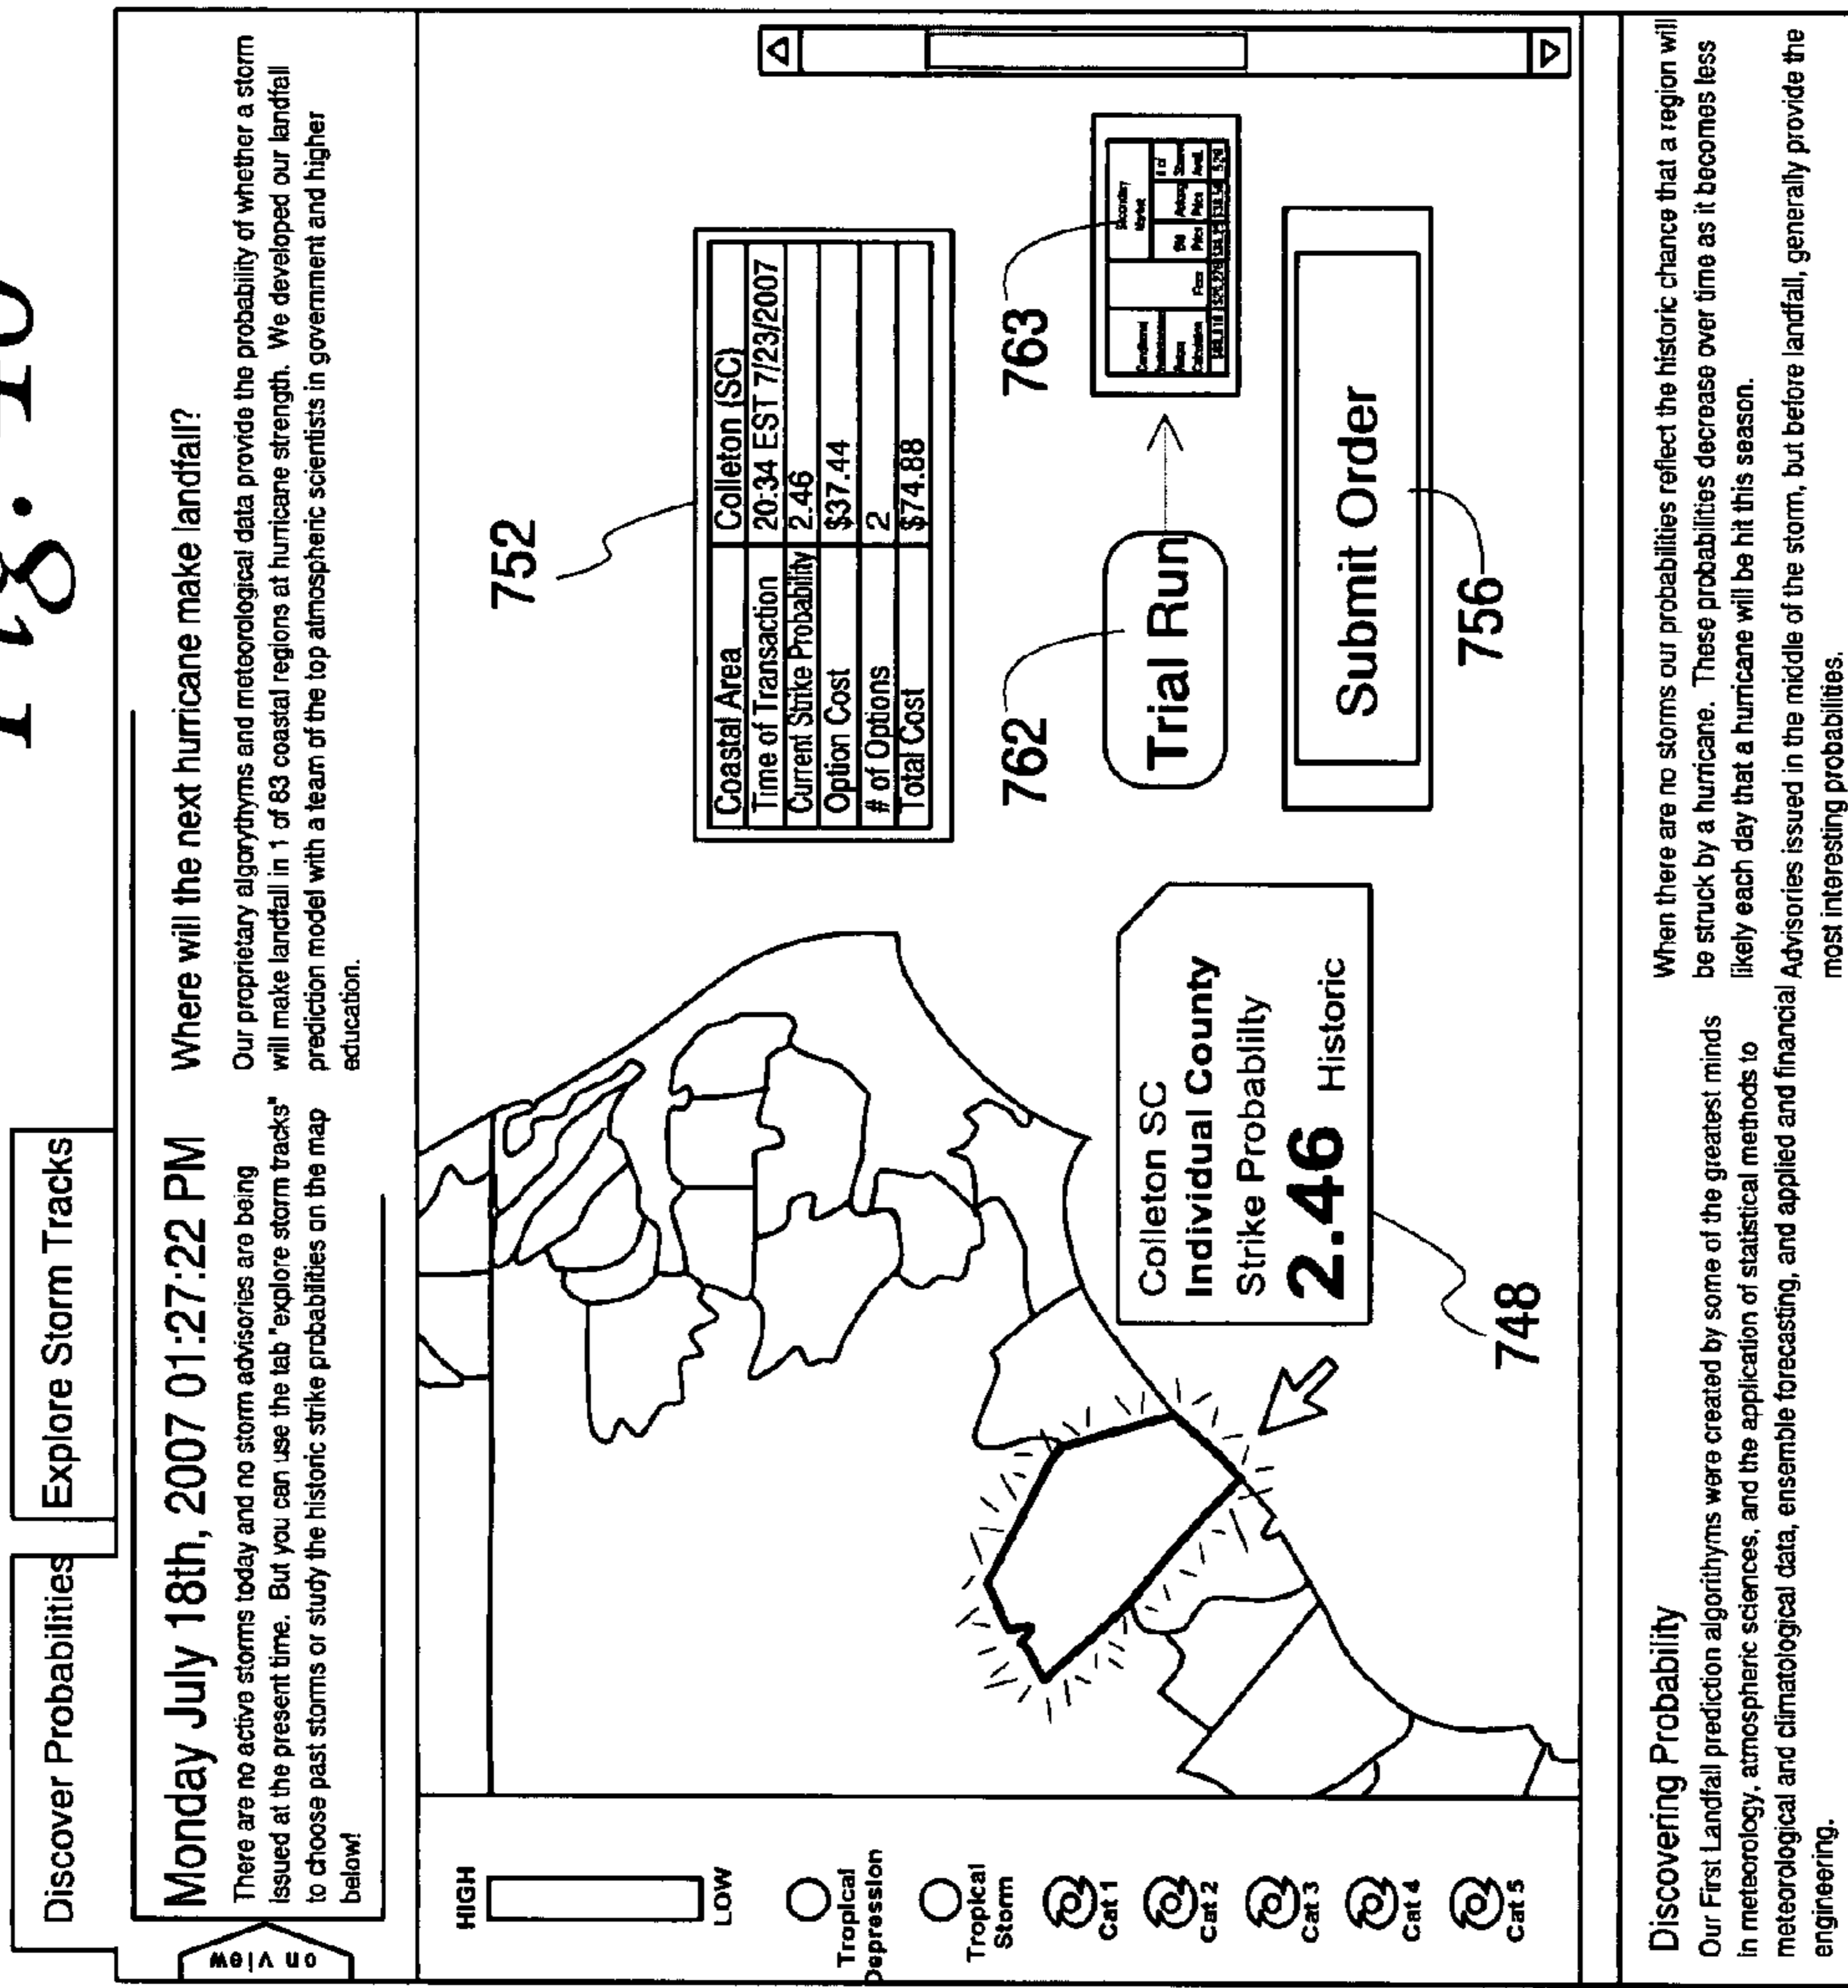 Discover Probabilities
Explore Storm Tracks
on view
Monday July 18th, 2007 01:27:22 PM
There are no active storms today and no storm advisories are being
issued at the present time. But you can use the tab "explore storm tracks"
to choose past storms or study the historic strike probabilities on the map
below!
Where will the next hurricane make landfall?
Our proprietary algorythyms and meteorological data provide the probability of whether a storm
will make landfall in 1 of 83 coastal regions at hurricane strength. We developed our landfall
prediction model with a team of the top atmospheric scientists in government and higher
education.
HIGH
LOW
Tropical
Depression
Tropical
Storm
Cat 1
Cat 2
Cat 3
Cat 4
Cat 5
Colleton SC
Individual County
Strike Probability
2.46 Historic
748
752
Coastal Area Colleton (SC)
Time of Transaction 20:34 EST 7/23/2007
Current Strike Probability 2.46
Option Cost $37.44
# of Options 2
Total Cost $74.88
762
Trial Run
763
Secondary
Market
Bid
Price
Asking
Price
Submit Order
756
Discovering Probability
Our First Landfall prediction algorithyms were created by some of the greatest minds
in meteorology, atmospheric sciences, and the application of statistical methods to
meteorological and climatological data, ensemble forecasting, and applied and financial
engineering.
When there are no storms our probabilities reflect the historic chance that a region will
be struck by a hurricane. These probabilities decrease over time as it becomes less
likely each day that a hurricane will be hit this season.
Advisories issued in the middle of the storm, but before landfall, generally provide the
most interesting probabilities.